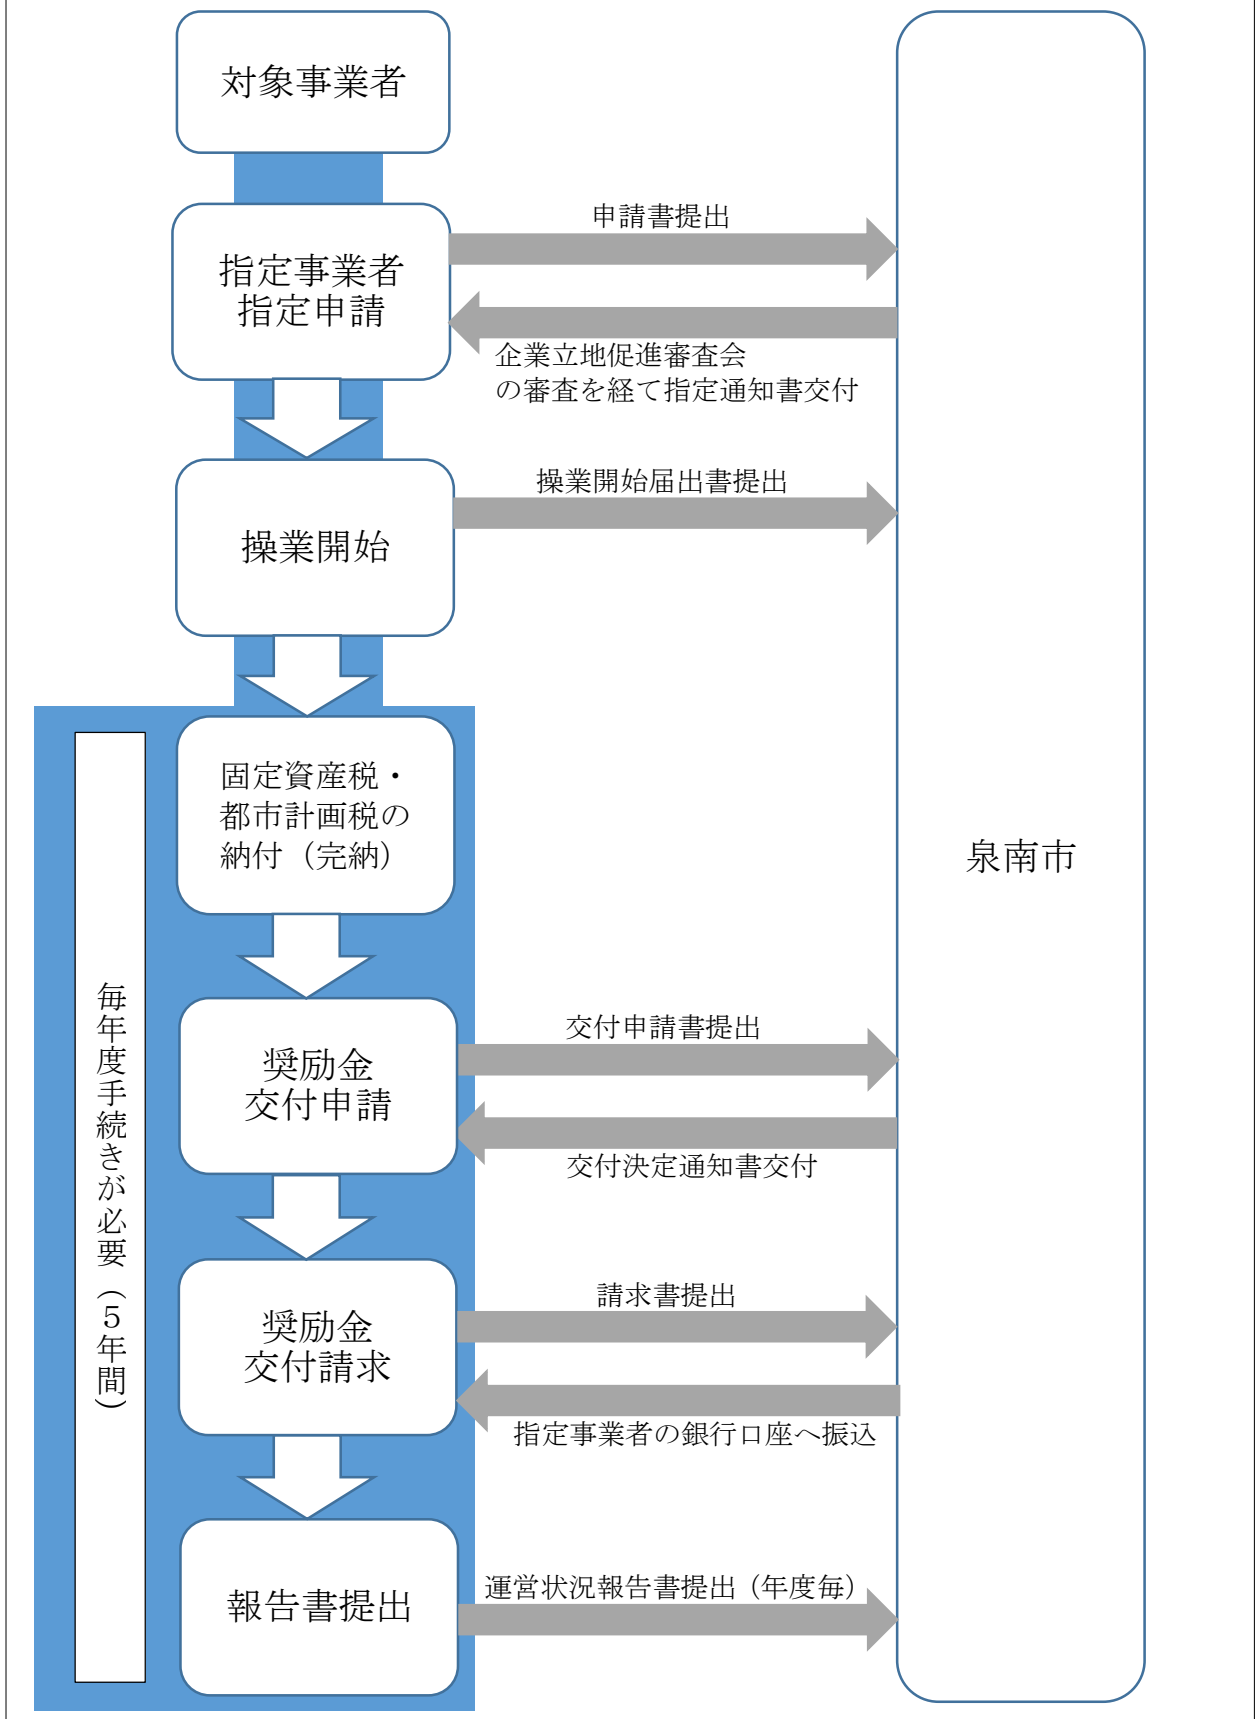 対象事業者
申請書提出
指定事業者
指定申請
企業立地促進審査会
の審査を経て指定通知書交付
操業開始届出書提出
操業開始
固定資産税・
都市計画税の
納付（完納）
泉南市
毎年度手続きが必要（５年間）
交付申請書提出
奨励金
交付申請
交付決定通知書交付
請求書提出
奨励金
交付請求
指定事業者の銀行口座へ振込
運営状況報告書提出（年度毎）
報告書提出